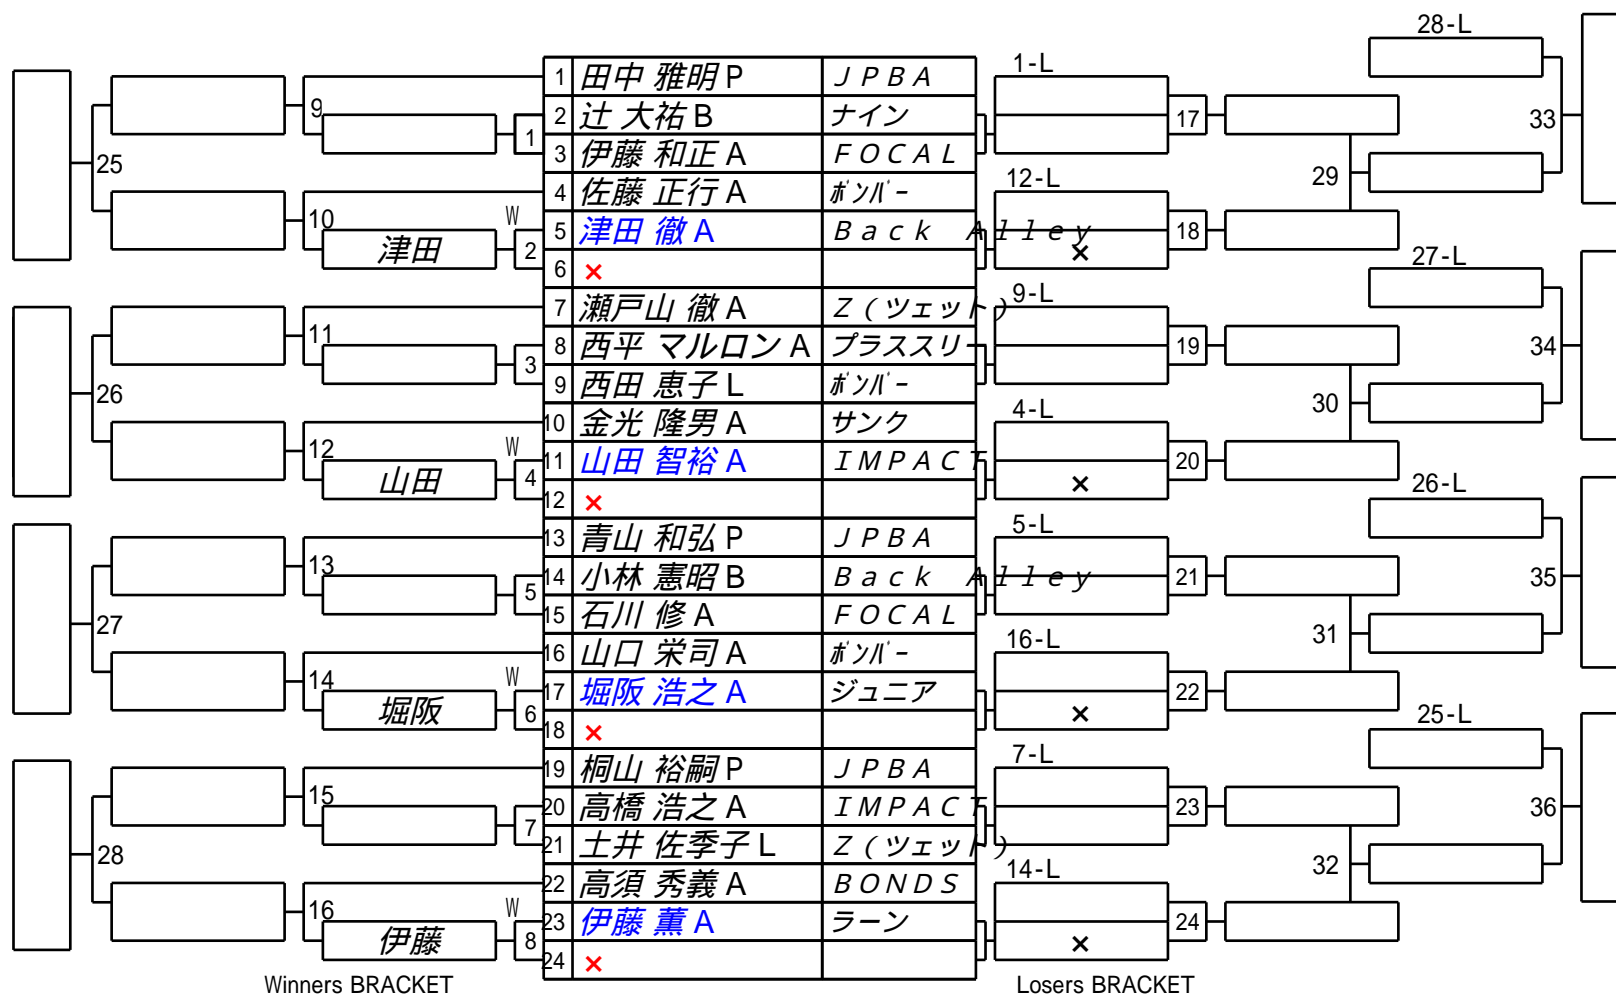 28-L
1 田中 雅明 P JPBA 1-L
9 2 辻 大祐 B ナイン 17 33
1
25 3 伊藤 和正 A FOCAL
4 佐藤 正行 A ボンバー 12-L 29
10 W 5 津田 徹 A Back Alley 18
津田 2 ×
6 × 27-L
7 瀬戸山 徹 A Z(ツェット) 9-L
11 8 西平 マルロン A プラススリー 19 34
3
26 9 西田 恵子 L ボンバー
10 金光 隆男 A サンク 4-L 30
12 W 11 山田 智裕 A IMPACT 20
山田 4 ×
12 × 26-L
13 青山 和弘 P JPBA 5-L
13 14 小林 憲昭 B Back Alley 21 35
5
27 15 石川 修 A FOCAL
16 山口 栄司 A ボンバー 16-L 31
14 W 17 堀阪 浩之 A ジュニア 22
堀阪 6 ×
18 × 25-L
19 桐山 裕嗣 P JPBA 7-L
15 20 高橋 浩之 A IMPACT 23 36
7
28 21 土井 佐季子 L Z(ツェット)
22 高須 秀義 A BONDS 14-L 32
16 W 23 伊藤 薫 A ラーン 24
伊藤 8 ×
24 ×
Winners BRACKET Losers BRACKET